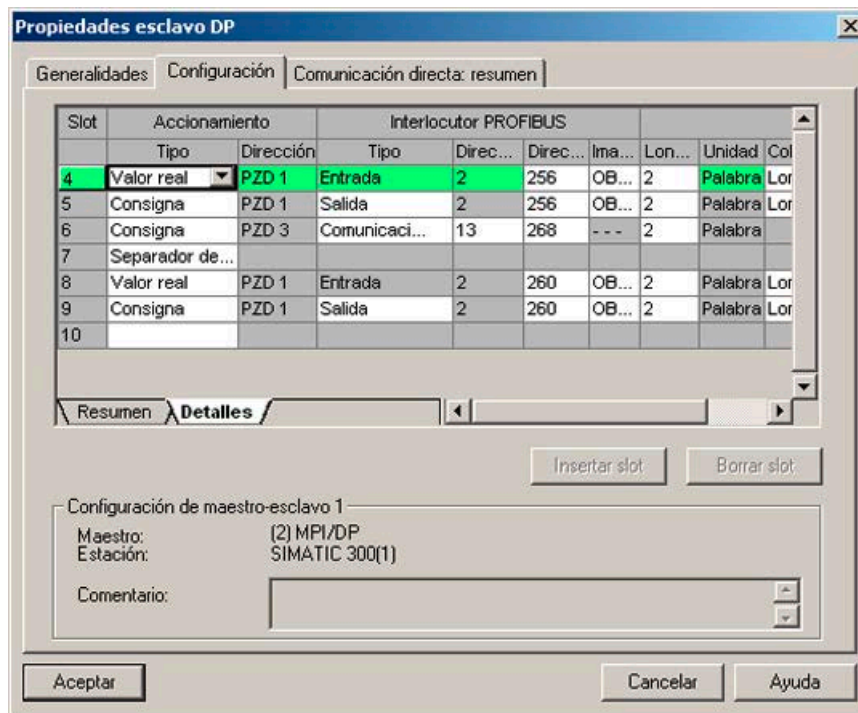 Propiedades esclavo DP
Generalidades Configuración Comunicación directa: resumen
Slot Accionamiento Interlocutor PROFIBUS
Tipo Dirección Tipo Direc... Direc... Ima... Lon... Unidad Col
4 Valor real PZD 1 Entrada 2 256 OB... 2 Palabra Lor
5 Consigna PZD 1 Salida 2 256 OB... 2 Palabra Lor
6 Consigna PZD 3 Comunicaci... 13 268 --- 2 Palabra
7 Separador de...
8 Valor real PZD 1 Entrada 2 260 OB... 2 Palabra Lor
9 Consigna PZD 1 Salida 2 260 OB... 2 Palabra Lor
10
Resumen Detalles
Insertar slot Borrar slot
Configuración de maestro-esclavo 1
Maestro: (2) MPI/DP
Estación: SIMATIC 300(1)
Comentario:
Aceptar Cancelar Ayuda